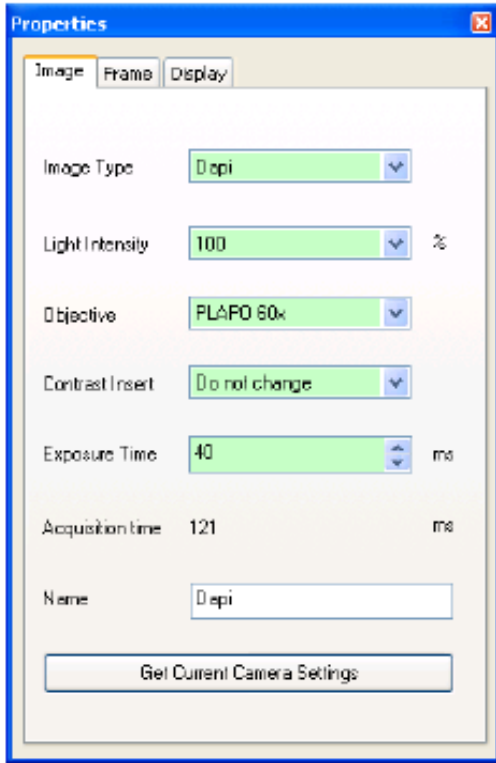 Properties
Image Frame Display
Image Type Dapi
Light Intensity 100 %
Objective PLAPO 60x
Contrast Insert Do not change
Exposure Time 40 ms
Acquisition time 121 ms
Name Dapi
Get Current Camera Settings